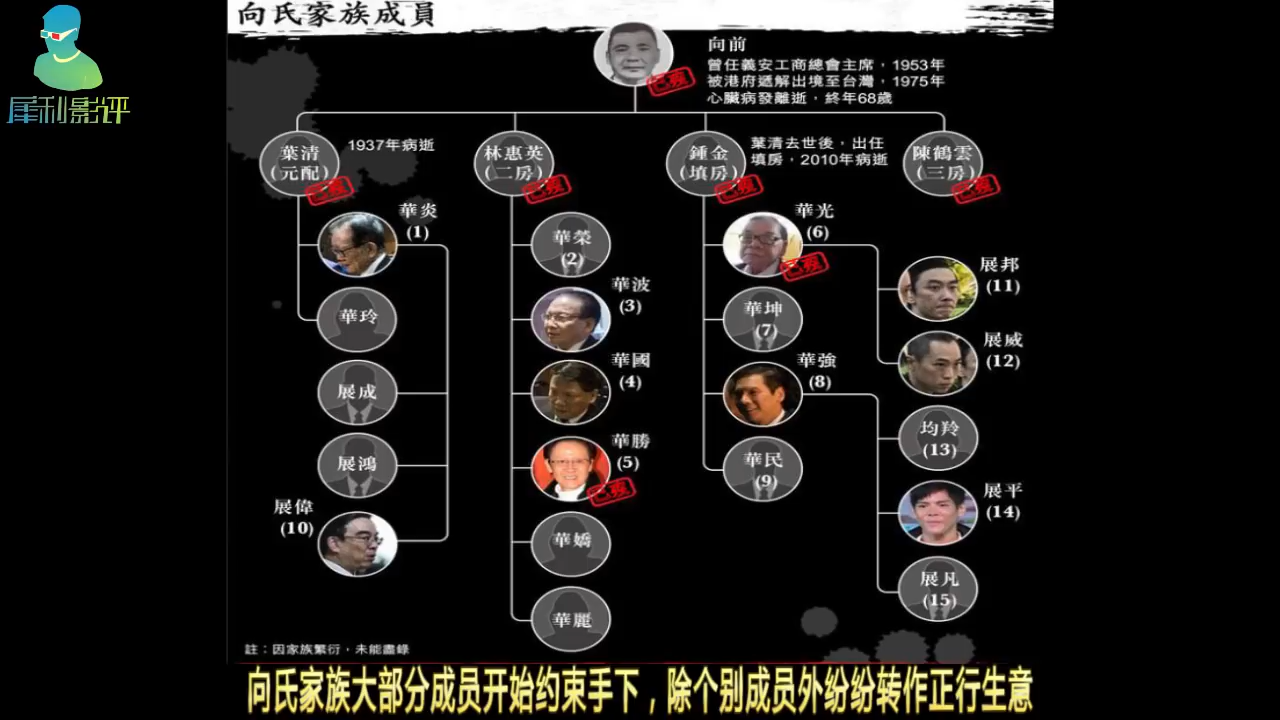 向氏家族成員
犀利影评
向前
曾任義安工商總會主席，1953年
被港府遞解出境至台灣，1975年
心臟病發離逝，終年68歲
已歿
葉清
(元配)
已歿
1937年病逝
林惠英
(二房)
已歿
鍾金
(填房)
已歿
葉清去世後，出任
填房，2010年病逝
陳鶴雲
(三房)
已歿
華炎
(1)
華玲
展成
展鴻
展偉
(10)
華榮
(2)
華波
(3)
華國
(4)
華勝
(5)
已歿
華嬌
華麗
華光
(6)
已歿
華坤
(7)
華強
(8)
華民
(9)
展邦
(11)
展威
(12)
均羚
(13)
展平
(14)
展凡
(15)
註：因家族繁衍，未能盡錄
向氏家族大部分成员开始约束手下，除个别成员外纷纷转作正行生意